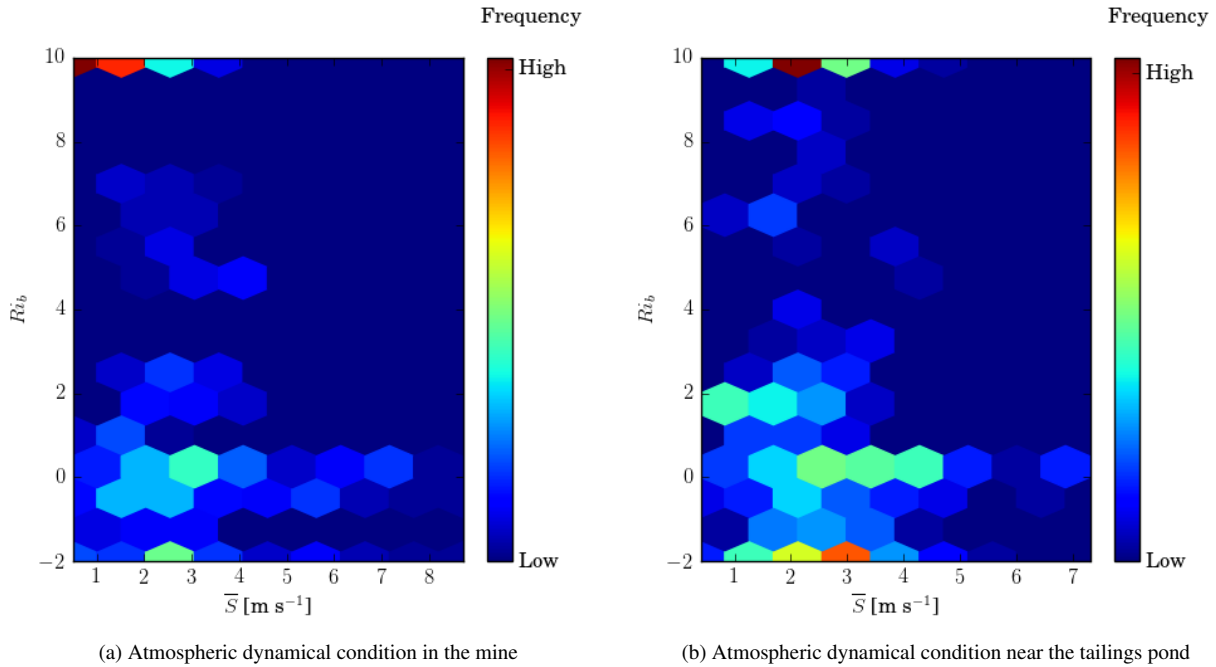 Frequency
High
Low
10
8
6
4
2
0
−2
Ri_b
1 2 3 4 5 6 7 8
S̅ [m s⁻¹]
(a) Atmospheric dynamical condition in the mine
Frequency
High
Low
10
8
6
4
2
0
−2
Ri_b
1 2 3 4 5 6 7
S̅ [m s⁻¹]
(b) Atmospheric dynamical condition near the tailings pond